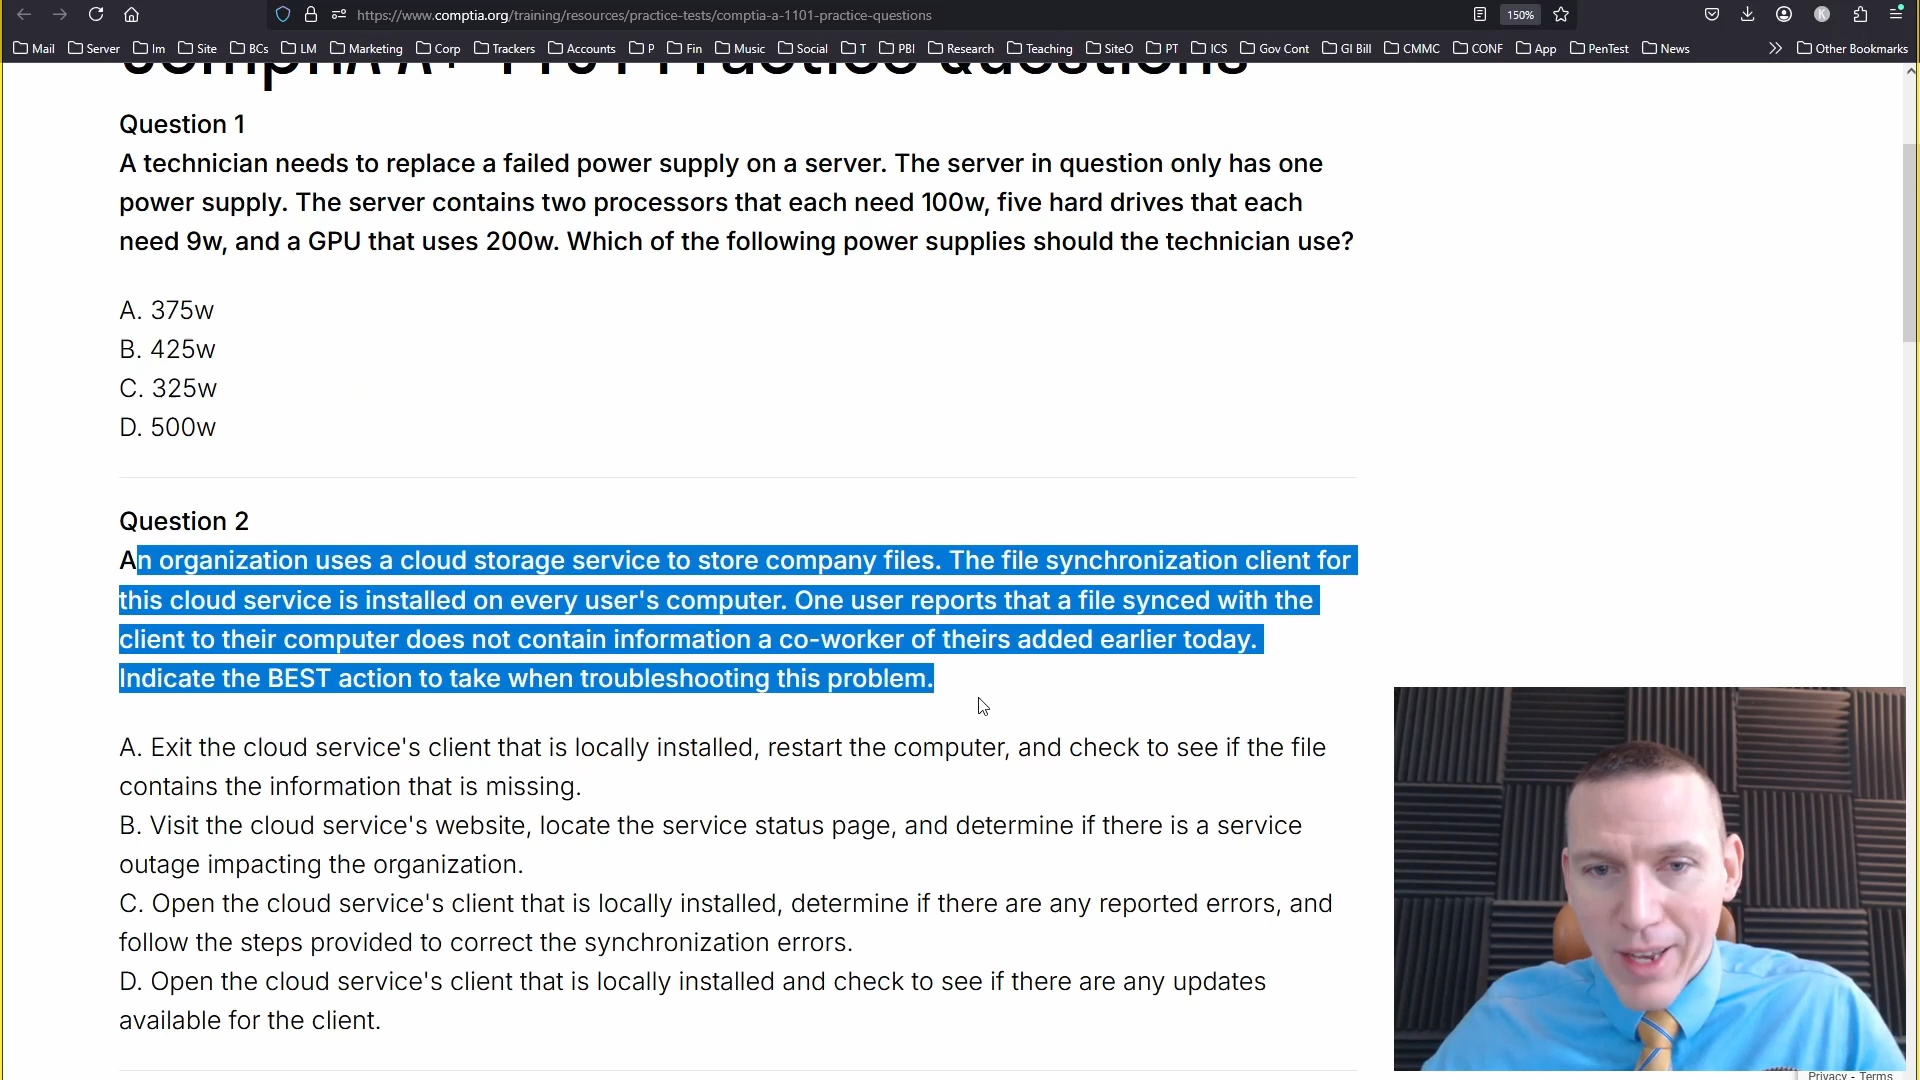 https://www.comptia.org/training/resources/practice-tests/comptia-a-1101-practice-questions
150%
K
Mail Server Im Site BCs LM Marketing Corp Trackers Accounts P Fin Music Social T PBI Research Teaching SiteO PT ICS Gov Cont GI Bill CMMC CONF App PenTest News Other Bookmarks
CompTIA A+ 1101 Practice Questions
Question 1
A technician needs to replace a failed power supply on a server. The server in question only has one
power supply. The server contains two processors that each need 100w, five hard drives that each
need 9w, and a GPU that uses 200w. Which of the following power supplies should the technician use?
A. 375w
B. 425w
C. 325w
D. 500w
Question 2
An organization uses a cloud storage service to store company files. The file synchronization client for
this cloud service is installed on every user's computer. One user reports that a file synced with the
client to their computer does not contain information a co-worker of theirs added earlier today.
Indicate the BEST action to take when troubleshooting this problem.
A. Exit the cloud service's client that is locally installed, restart the computer, and check to see if the file
contains the information that is missing.
B. Visit the cloud service's website, locate the service status page, and determine if there is a service
outage impacting the organization.
C. Open the cloud service's client that is locally installed, determine if there are any reported errors, and
follow the steps provided to correct the synchronization errors.
D. Open the cloud service's client that is locally installed and check to see if there are any updates
available for the client.
Privacy - Terms